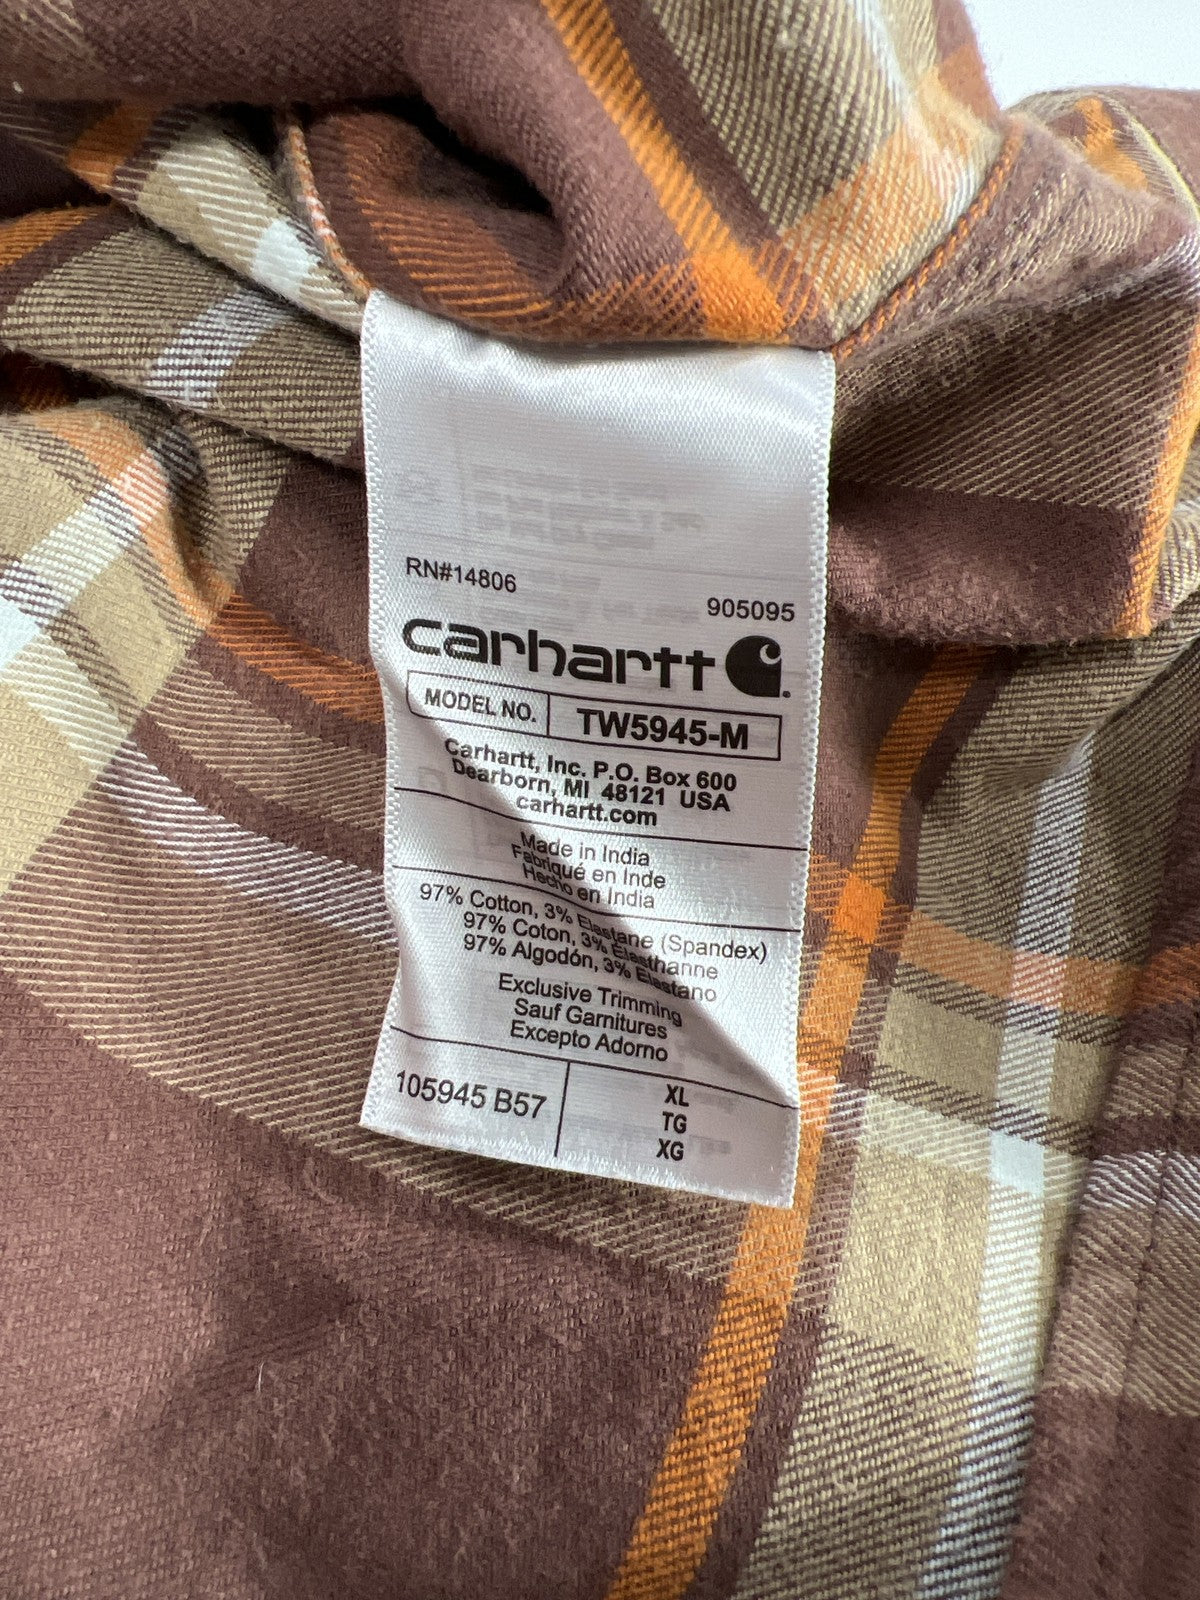 RN#14806
905095
carhartt
MODEL NO. TW5945-M
Carhartt, Inc. P.O. Box 600
Dearborn, MI 48121 USA
carhartt.com
Made in India
Fabriqué en Inde
Hecho en India
97% Cotton, 3% Elastane (Spandex)
97% Coton, 3% Élasthanne
97% Algodón, 3% Elastano
Exclusive Trimming
Sauf Garnitures
Excepto Adorno
105945 B57
XL
TG
XG